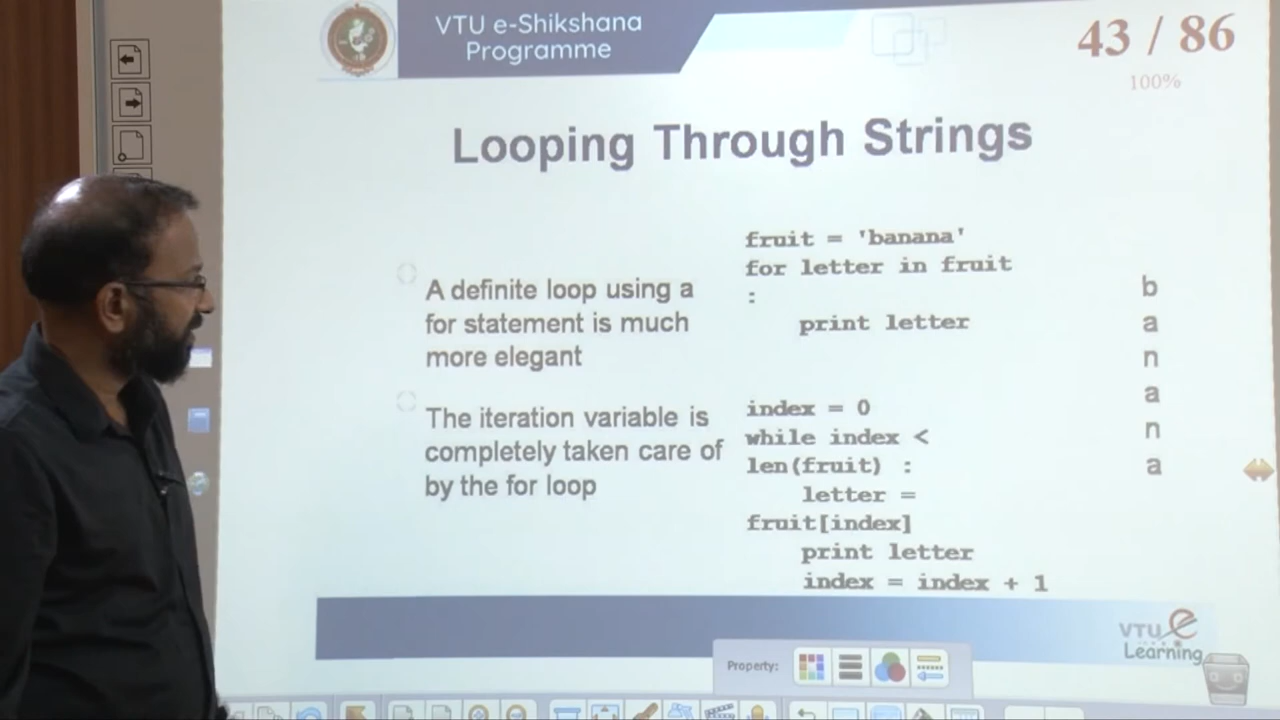 VTU e-Shikshana
Programme
43 / 86
100%
Looping Through Strings
A definite loop using a
for statement is much
more elegant
The iteration variable is
completely taken care of
by the for loop
fruit = 'banana'
for letter in fruit
:
print letter
index = 0
while index <
len(fruit) :
letter =
fruit[index]
print letter
index = index + 1
b
a
n
a
n
a
VTU e
Learning
Property: